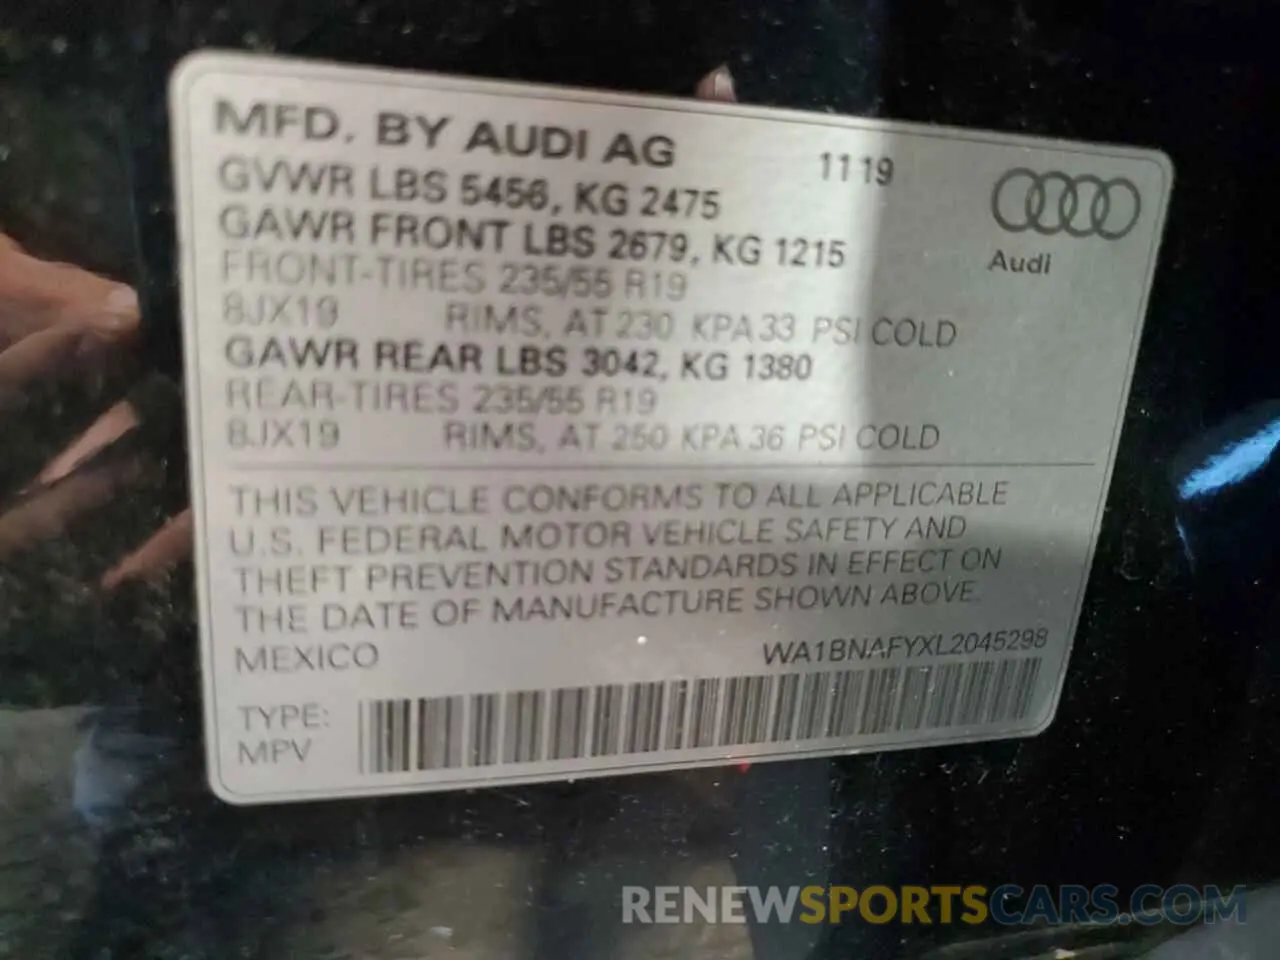 MFD. BY AUDI AG 11 19
GVWR LBS 5456, KG 2475
GAWR FRONT LBS 2679, KG 1215
Audi
FRONT-TIRES 235/55 R19
8JX19 RIMS, AT 230 KPA 33 PSI COLD
GAWR REAR LBS 3042, KG 1380
REAR-TIRES 235/55 R19
8JX19 RIMS, AT 250 KPA 36 PSI COLD
THIS VEHICLE CONFORMS TO ALL APPLICABLE
U.S. FEDERAL MOTOR VEHICLE SAFETY AND
THEFT PREVENTION STANDARDS IN EFFECT ON
THE DATE OF MANUFACTURE SHOWN ABOVE.
MEXICO WA1BNAFYXL2045298
TYPE:
MPV
RENEWSPORTSCARS.COM